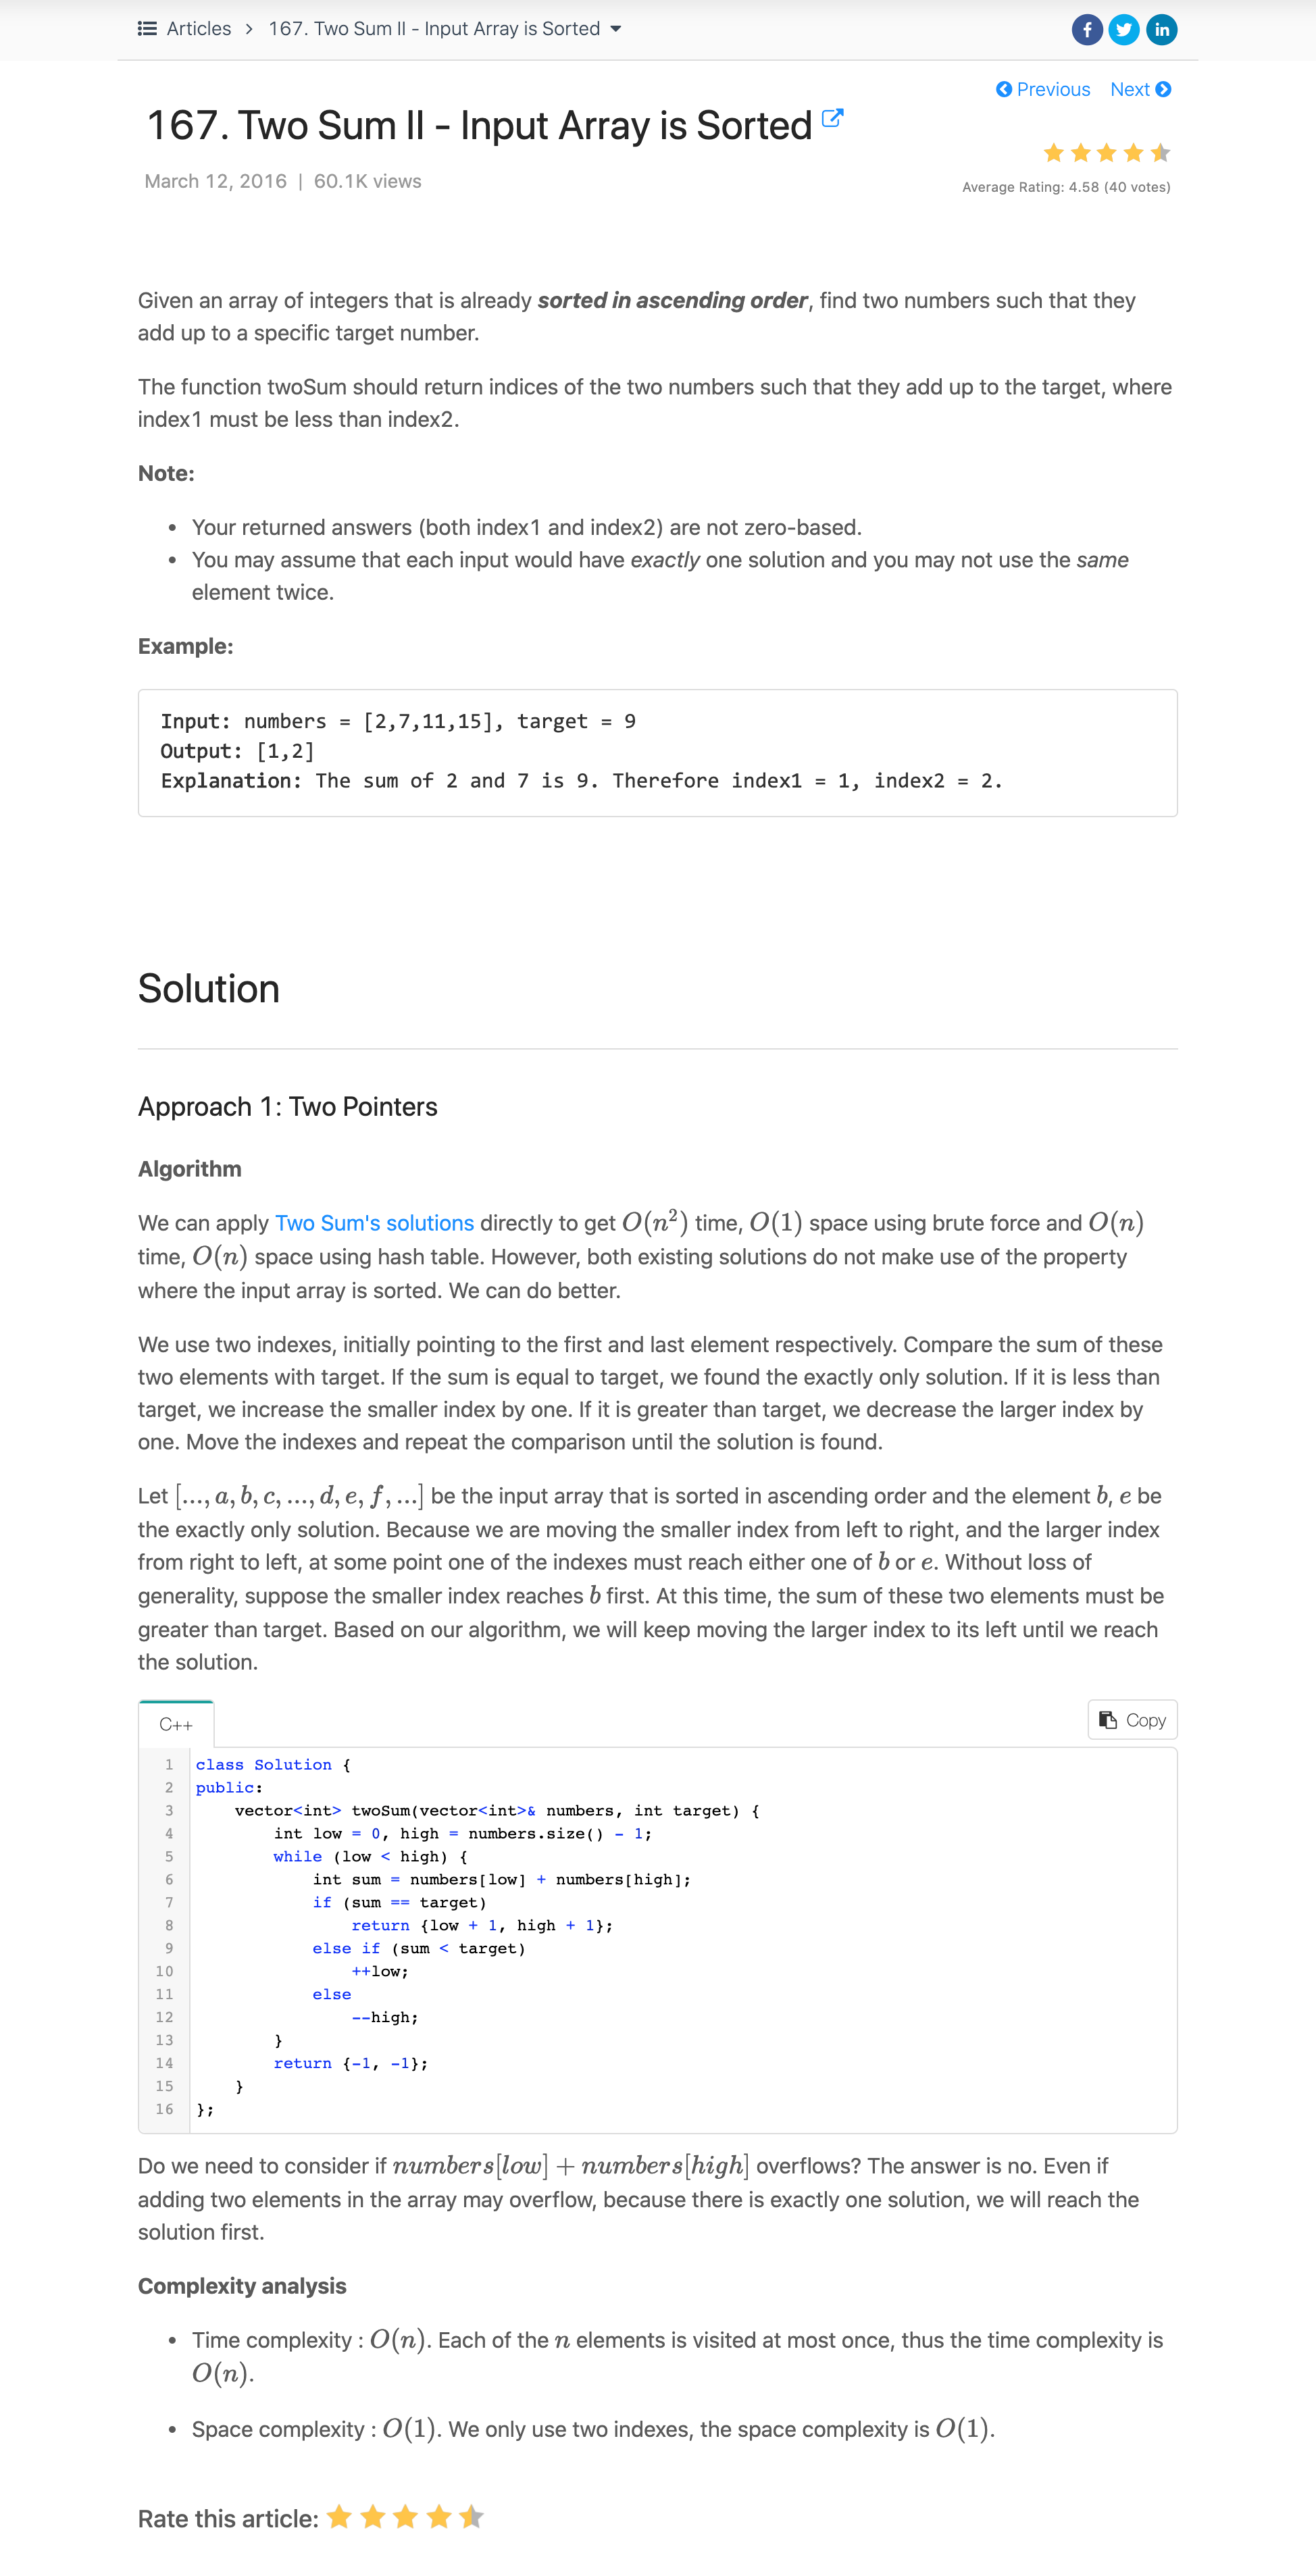 Articles > 167. Two Sum II - Input Array is Sorted
Previous Next
167. Two Sum II - Input Array is Sorted
March 12, 2016 | 60.1K views
Average Rating: 4.58 (40 votes)
Given an array of integers that is already sorted in ascending order, find two numbers such that they
add up to a specific target number.
The function twoSum should return indices of the two numbers such that they add up to the target, where
index1 must be less than index2.
Note:
• Your returned answers (both index1 and index2) are not zero-based.
• You may assume that each input would have exactly one solution and you may not use the same
element twice.
Example:
Input: numbers = [2,7,11,15], target = 9
Output: [1,2]
Explanation: The sum of 2 and 7 is 9. Therefore index1 = 1, index2 = 2.
Solution
Approach 1: Two Pointers
Algorithm
We can apply Two Sum's solutions directly to get O(n²) time, O(1) space using brute force and O(n)
time, O(n) space using hash table. However, both existing solutions do not make use of the property
where the input array is sorted. We can do better.
We use two indexes, initially pointing to the first and last element respectively. Compare the sum of these
two elements with target. If the sum is equal to target, we found the exactly only solution. If it is less than
target, we increase the smaller index by one. If it is greater than target, we decrease the larger index by
one. Move the indexes and repeat the comparison until the solution is found.
Let [..., a, b, c, ..., d, e, f, ...] be the input array that is sorted in ascending order and the element b, e be
the exactly only solution. Because we are moving the smaller index from left to right, and the larger index
from right to left, at some point one of the indexes must reach either one of b or e. Without loss of
generality, suppose the smaller index reaches b first. At this time, the sum of these two elements must be
greater than target. Based on our algorithm, we will keep moving the larger index to its left until we reach
the solution.
C++
Copy
1 class Solution {
2 public:
3     vector<int> twoSum(vector<int>& numbers, int target) {
4         int low = 0, high = numbers.size() - 1;
5         while (low < high) {
6             int sum = numbers[low] + numbers[high];
7             if (sum == target)
8                 return {low + 1, high + 1};
9             else if (sum < target)
10                 ++low;
11             else
12                 --high;
13         }
14         return {-1, -1};
15     }
16 };
Do we need to consider if numbers[low] + numbers[high] overflows? The answer is no. Even if
adding two elements in the array may overflow, because there is exactly one solution, we will reach the
solution first.
Complexity analysis
• Time complexity : O(n). Each of the n elements is visited at most once, thus the time complexity is
O(n).
• Space complexity : O(1). We only use two indexes, the space complexity is O(1).
Rate this article: